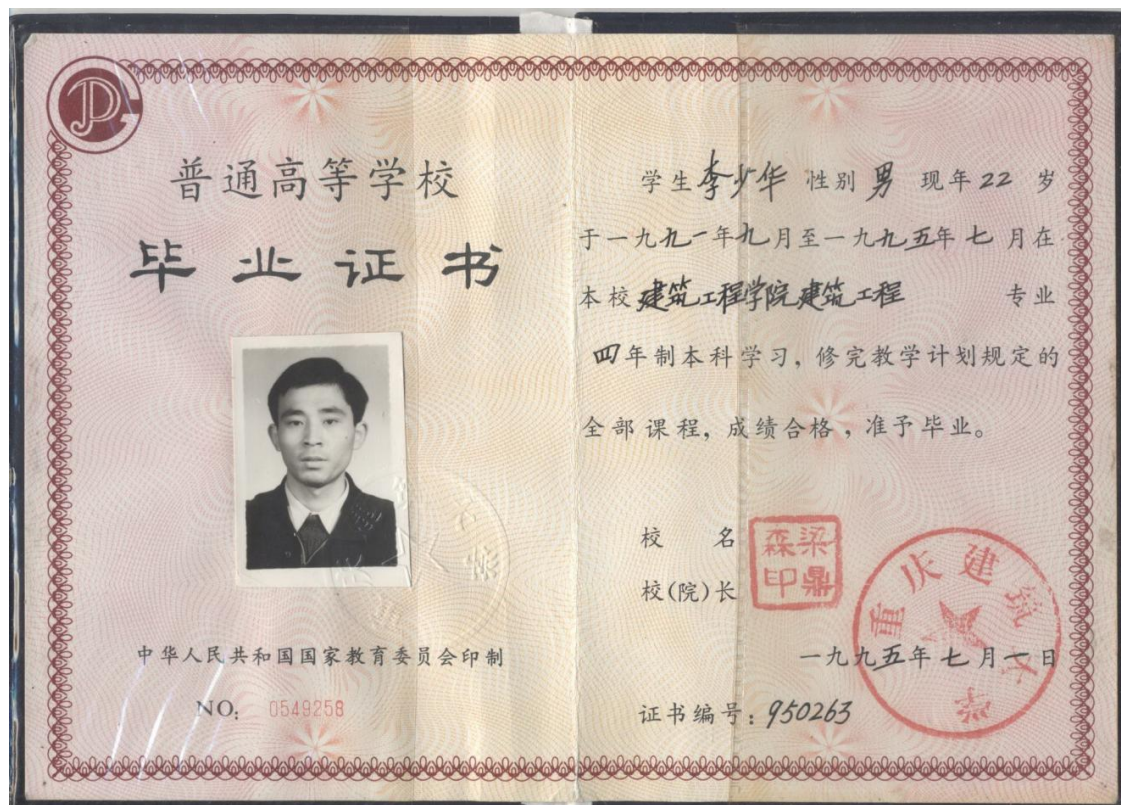 普通高等学校
毕业证书
中华人民共和国国家教育委员会印制
NO: 0549258
学生李少华 性别 男 现年22 岁
于一九九一年九月至一九九五年七月在
本校建筑工程学院建筑工程 专业
四年制本科学习，修完教学计划规定的
全部课程，成绩合格，准予毕业。
校 名
校(院)长
梁鼎森印
重庆建筑大学
一九九五年七月一日
证书编号：950263